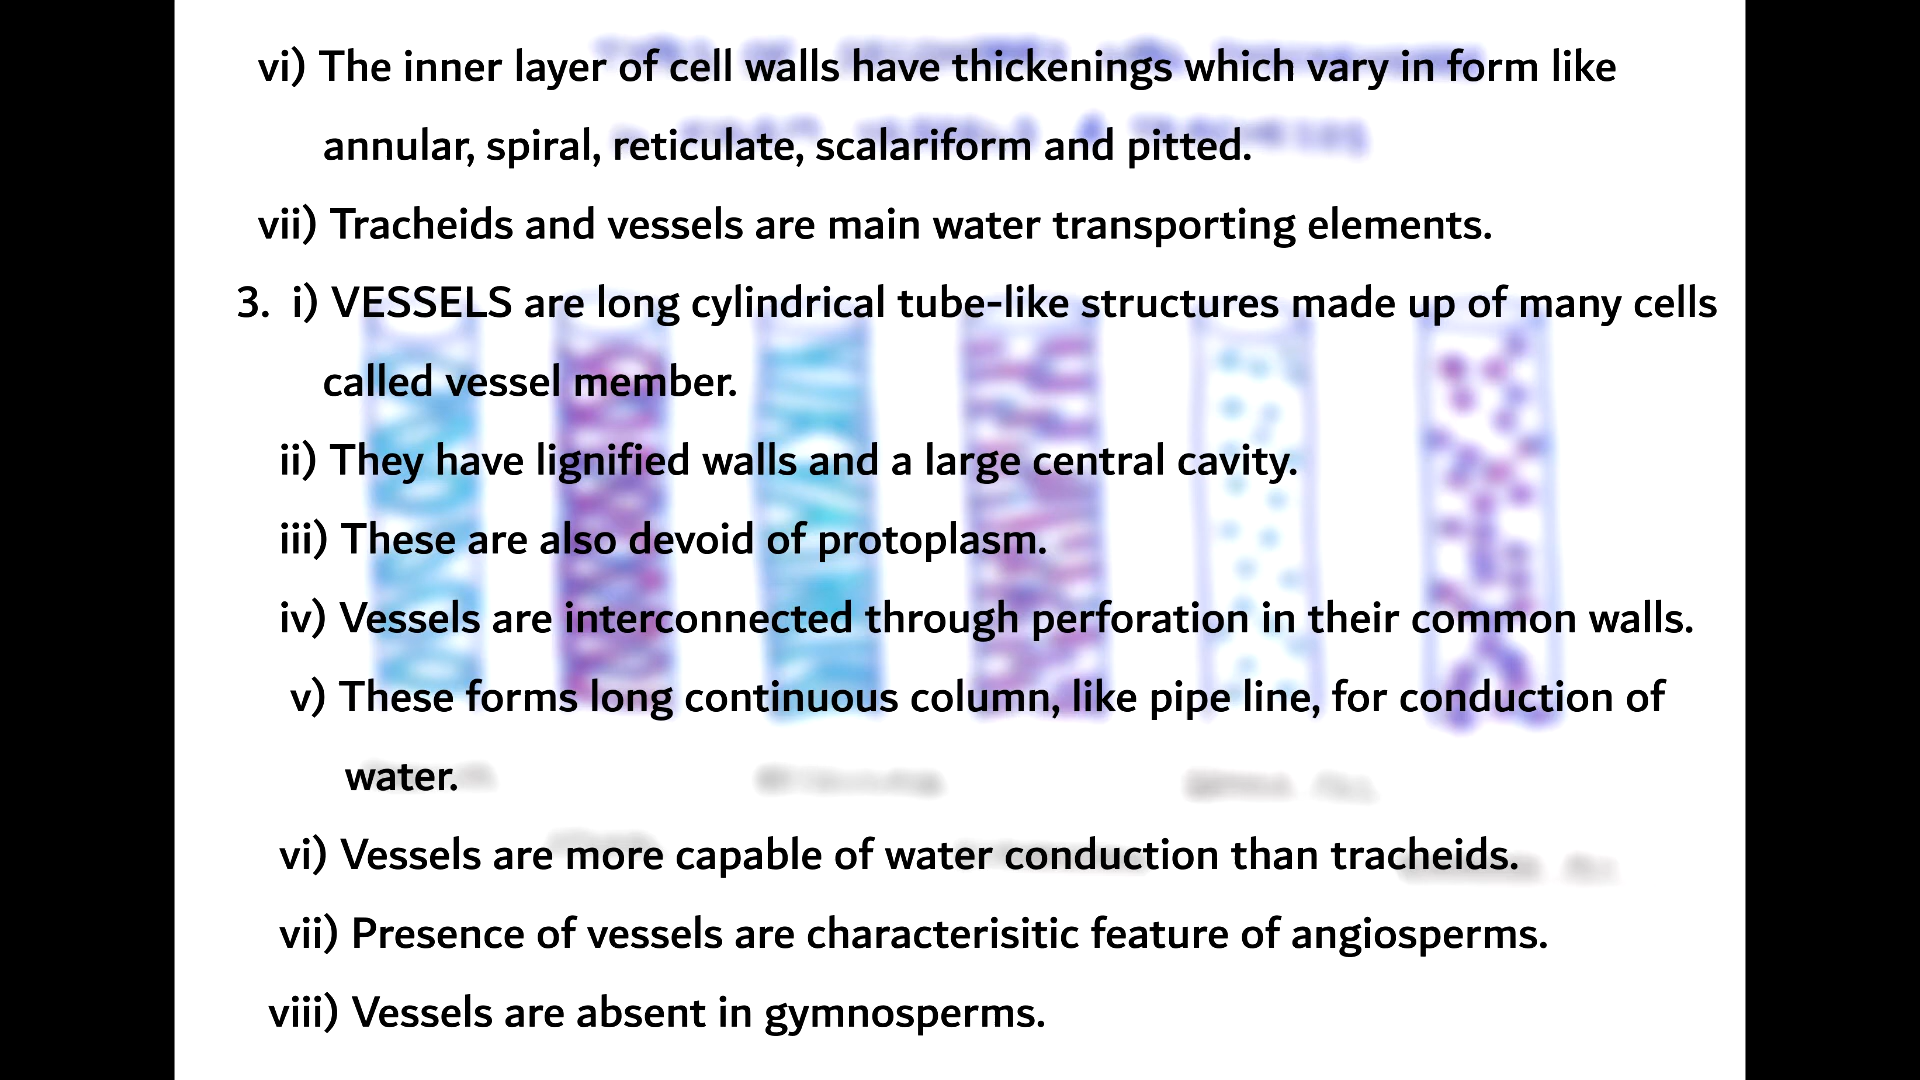 vi) The inner layer of cell walls have thickenings which vary in form like
annular, spiral, reticulate, scalariform and pitted.
vii) Tracheids and vessels are main water transporting elements.
3. i) VESSELS are long cylindrical tube-like structures made up of many cells
called vessel member.
ii) They have lignified walls and a large central cavity.
iii) These are also devoid of protoplasm.
iv) Vessels are interconnected through perforation in their common walls.
v) These forms long continuous column, like pipe line, for conduction of
water.
vi) Vessels are more capable of water conduction than tracheids.
vii) Presence of vessels are characterisitic feature of angiosperms.
viii) Vessels are absent in gymnosperms.